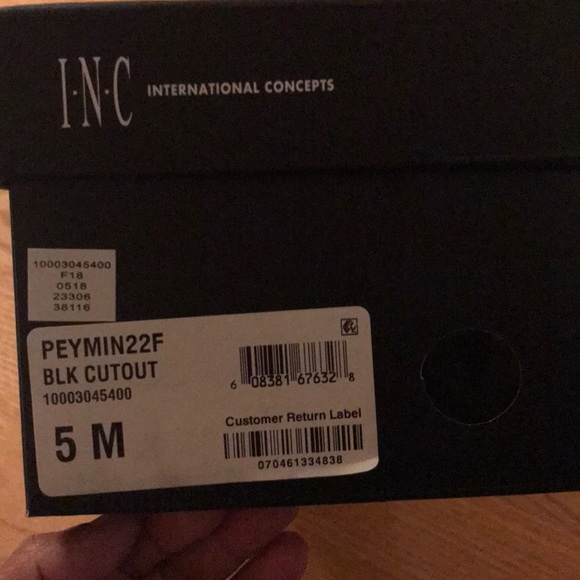 I·N·C INTERNATIONAL CONCEPTS
10003045400
F18
0518
23306
38116
PEYMIN22F
BLK CUTOUT
10003045400
5 M
6 08381 67632 8
Customer Return Label
070461334838